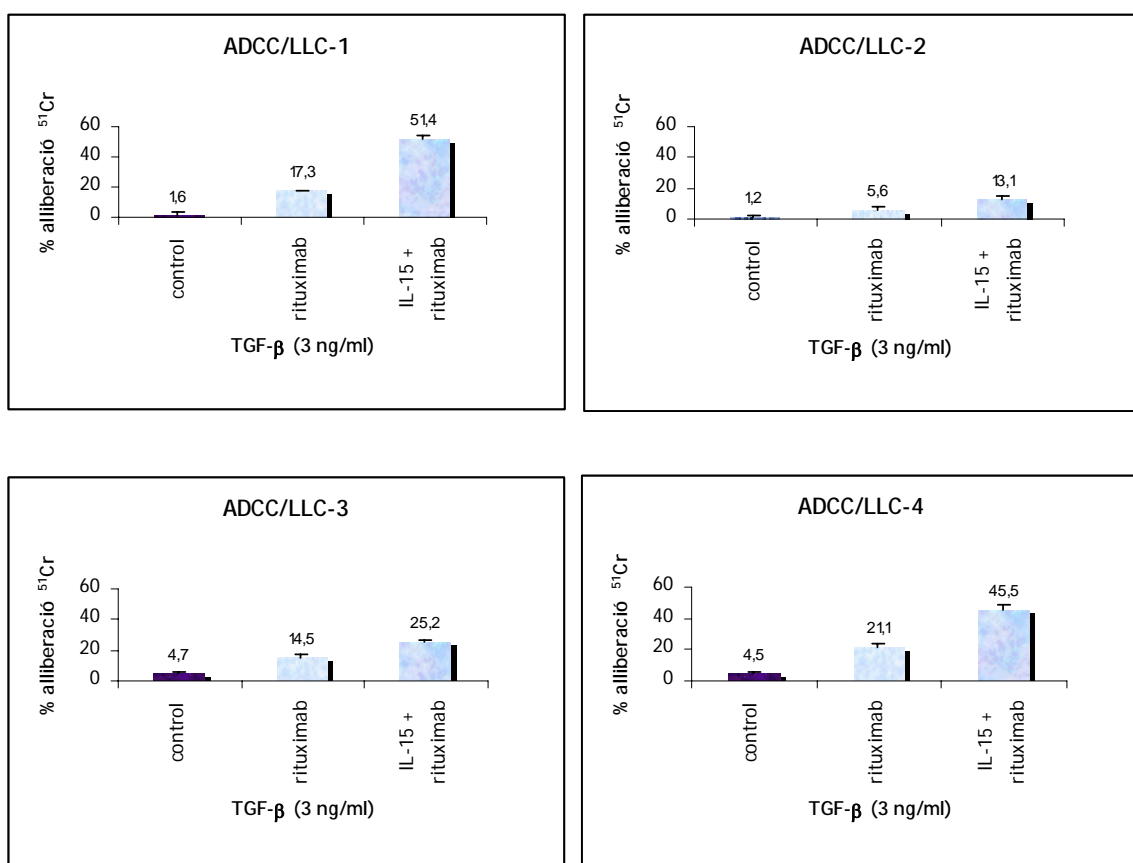 ADCC/LLC-1
% alliberació ⁵¹Cr
60
40
20
0
1,6
17,3
51,4
control
rituximab
IL-15 +
rituximab
TGF-β (3 ng/ml)
ADCC/LLC-2
% alliberació ⁵¹Cr
60
40
20
0
1,2
5,6
13,1
control
rituximab
IL-15 +
rituximab
TGF-β (3 ng/ml)
ADCC/LLC-3
% alliberació ⁵¹Cr
60
40
20
0
4,7
14,5
25,2
control
rituximab
IL-15 +
rituximab
TGF-β (3 ng/ml)
ADCC/LLC-4
% alliberació ⁵¹Cr
60
40
20
0
4,5
21,1
45,5
control
rituximab
IL-15 +
rituximab
TGF-β (3 ng/ml)